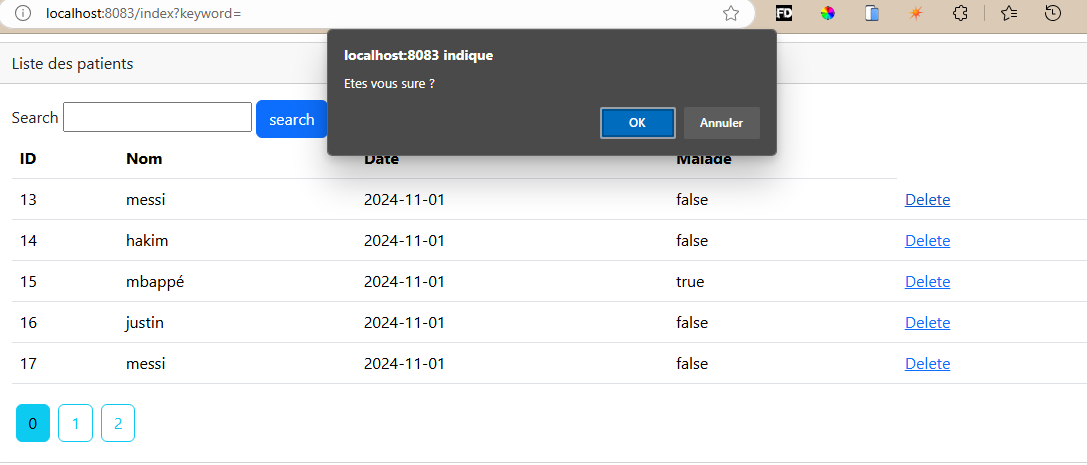 localhost:8083/index?keyword=
FD
localhost:8083 indique
Liste des patients
Etes vous sure ?
Search search
OK Annuler
ID Nom Date Malade
13 messi 2024-11-01 false Delete
14 hakim 2024-11-01 false Delete
15 mbappé 2024-11-01 true Delete
16 justin 2024-11-01 false Delete
17 messi 2024-11-01 false Delete
0 1 2